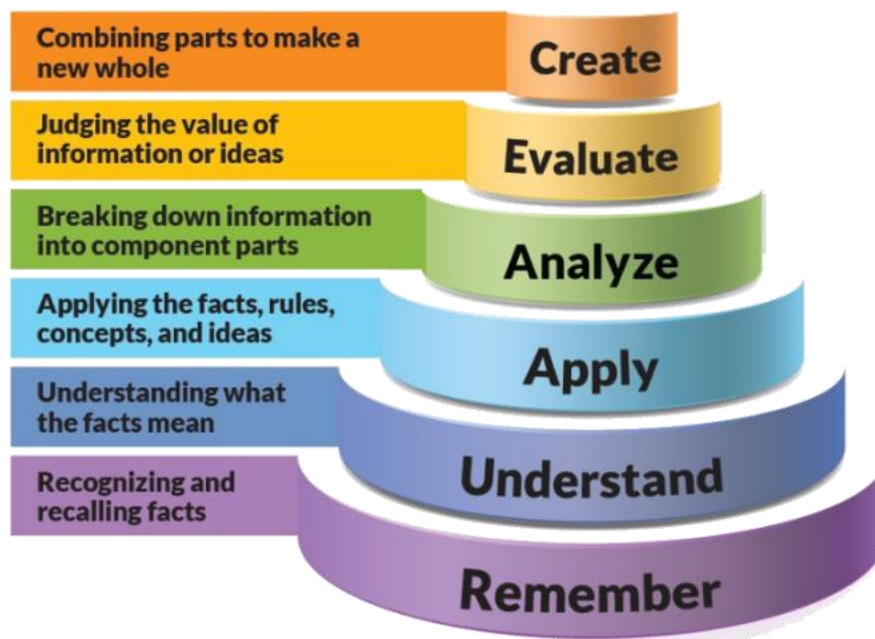 Combining parts to make a
new whole
Create
Judging the value of
information or ideas
Evaluate
Breaking down information
into component parts
Analyze
Applying the facts, rules,
concepts, and ideas
Apply
Understanding what
the facts mean
Understand
Recognizing and
recalling facts
Remember